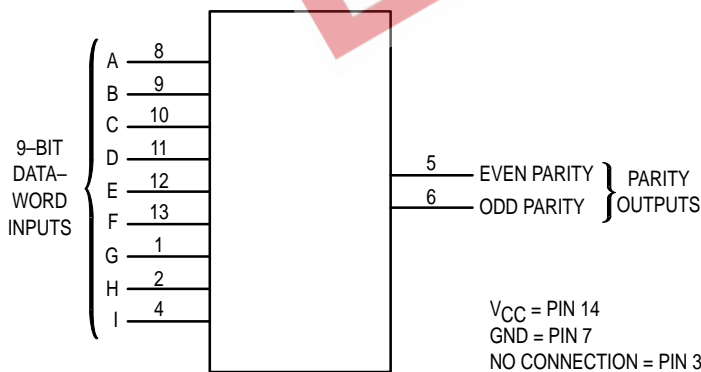 A 8
B 9
C 10
D 11
E 12
F 13
G 1
H 2
I 4
9–BIT
DATA–
WORD
INPUTS
5 EVEN PARITY
6 ODD PARITY
PARITY
OUTPUTS
VCC = PIN 14
GND = PIN 7
NO CONNECTION = PIN 3